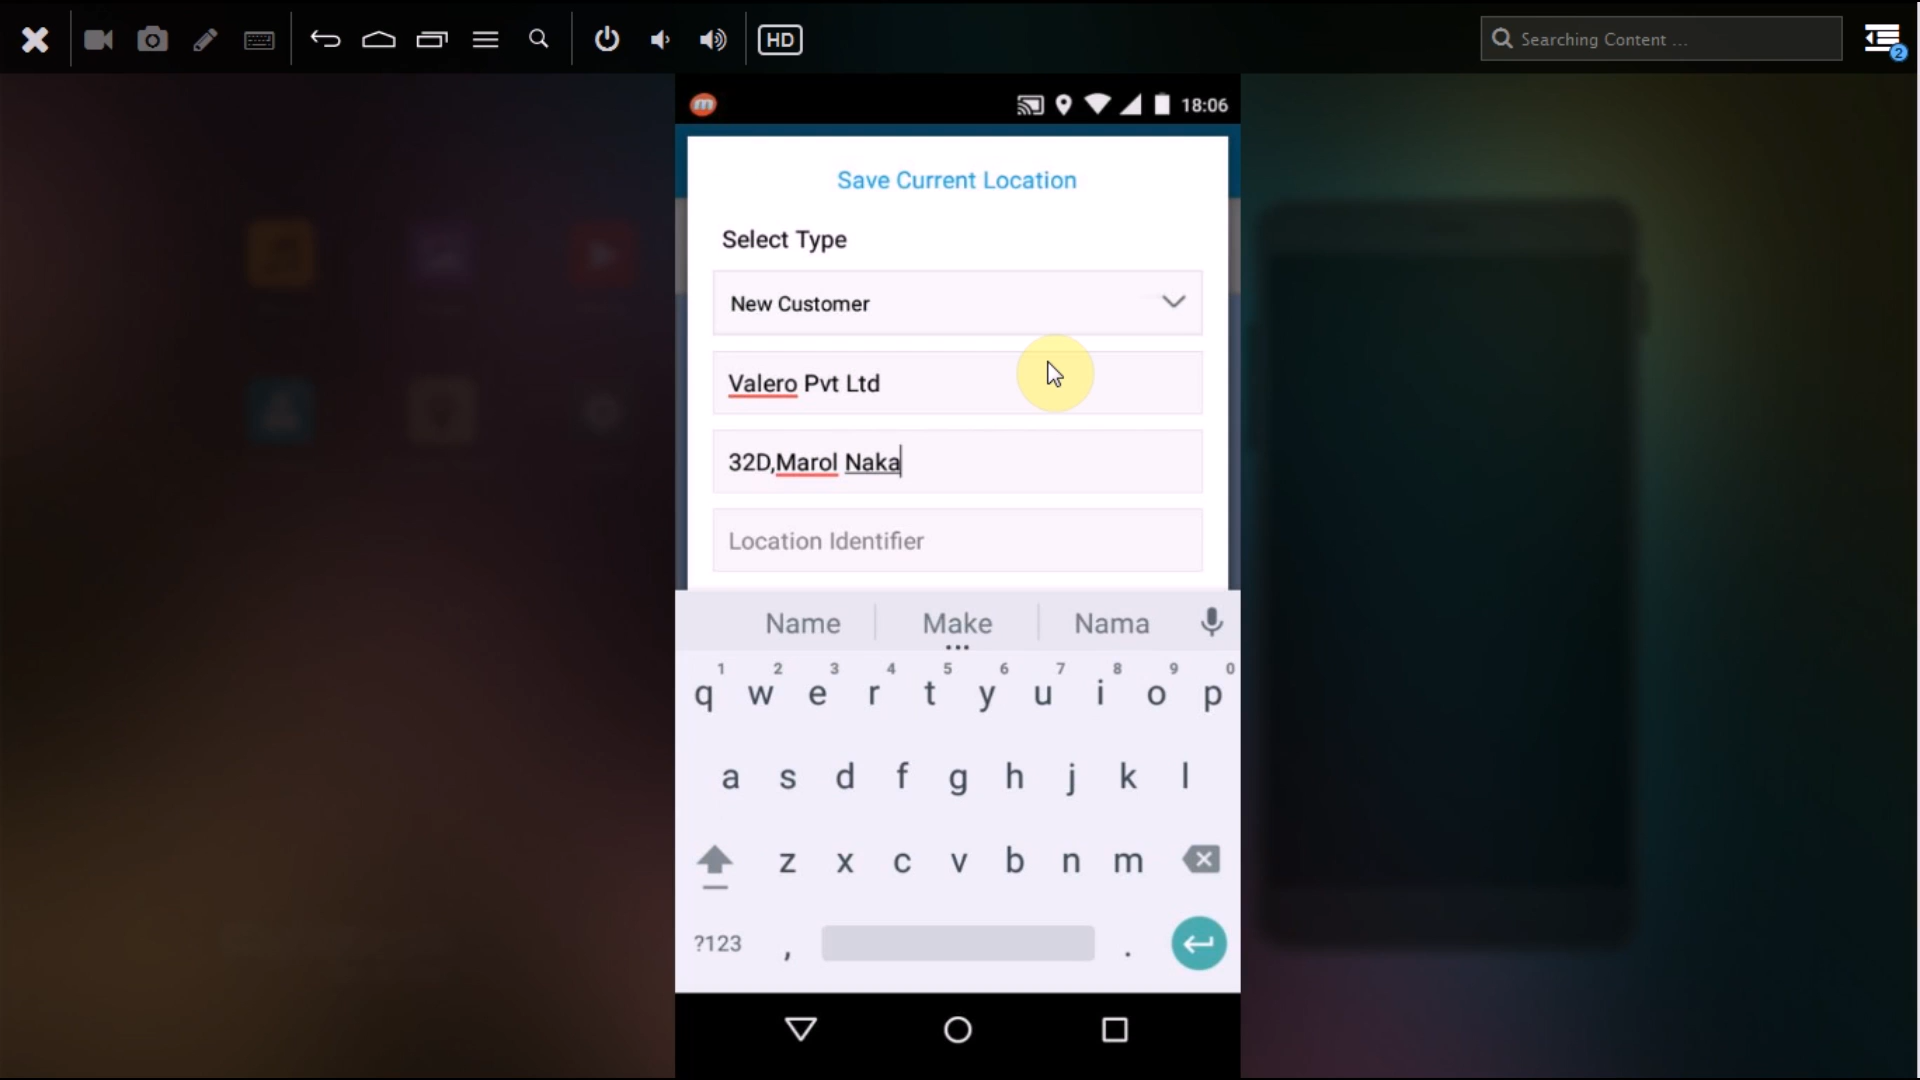 HD
Searching Content ...
2
m
18:06
Save Current Location
Select Type
New Customer
Valero Pvt Ltd
32D,Marol Naka
Location Identifier
Name Make Nama
1 2 3 4 5 6 7 8 9 0
q w e r t y u i o p
a s d f g h j k l
z x c v b n m
?123 , .